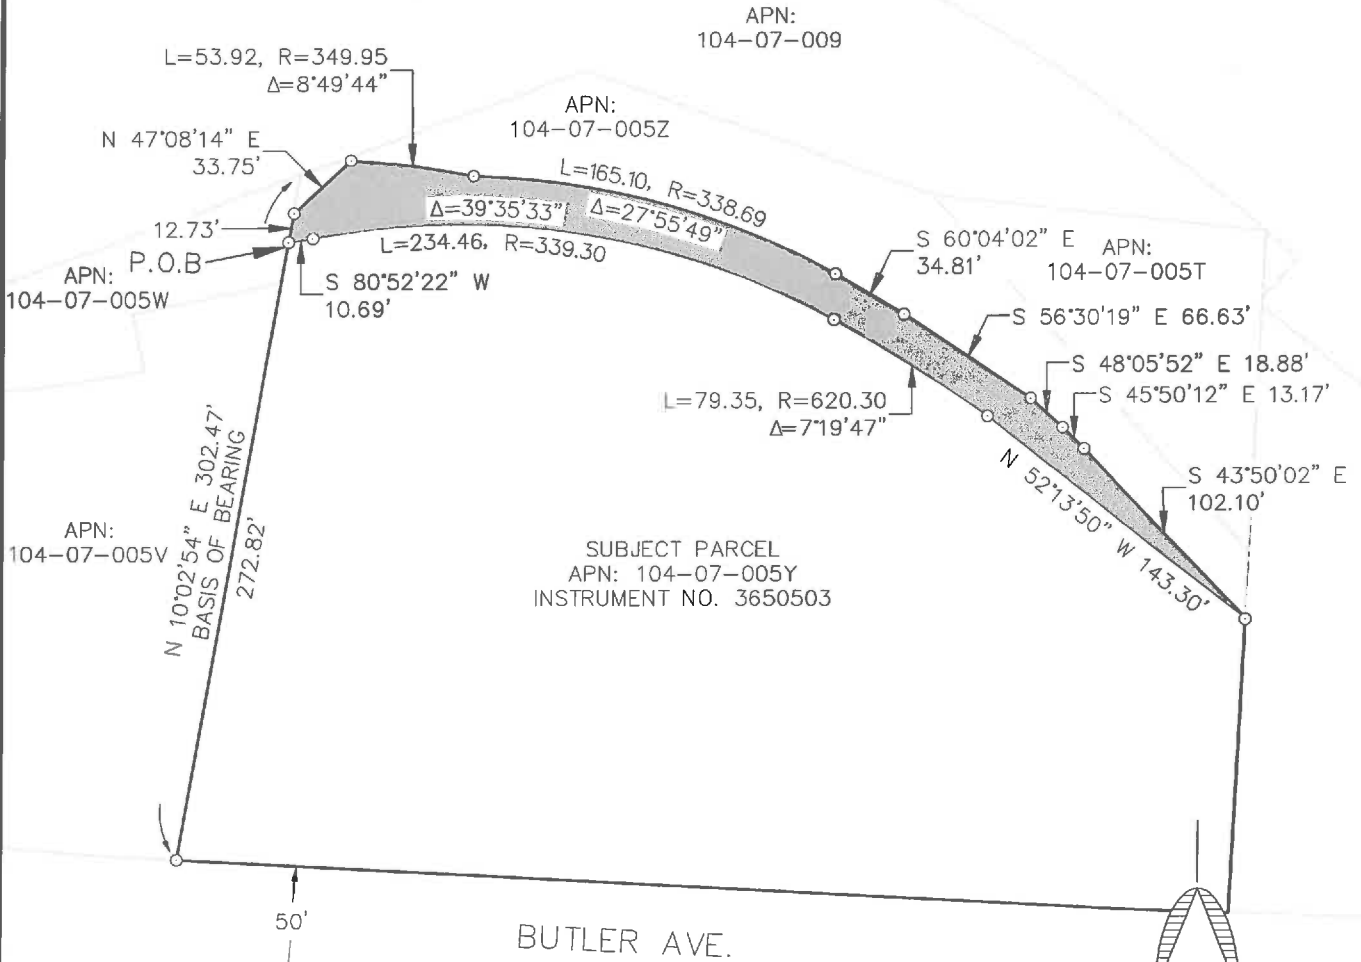 APN:
104-07-009
L=53.92, R=349.95
Δ=8°49'44"
APN:
104-07-005Z
N 47°08'14" E
33.75'
L=165.10, R=338.69
Δ=27°55'49"
Δ=39°35'33"
L=234.46, R=339.30
12.73'
P.O.B
S 80°52'22" W
10.69'
APN:
104-07-005W
S 60°04'02" E
34.81'
APN:
104-07-005T
S 56°30'19" E 66.63'
S 48°05'52" E 18.88'
S 45°50'12" E 13.17'
L=79.35, R=620.30
Δ=7°19'47"
N 52°13'50" W 143.30'
S 43°50'02" E
102.10'
N 10°02'54" E 302.47'
BASIS OF BEARING
272.82'
APN:
104-07-005V
SUBJECT PARCEL
APN: 104-07-005Y
INSTRUMENT NO. 3650503
50'
BUTLER AVE.